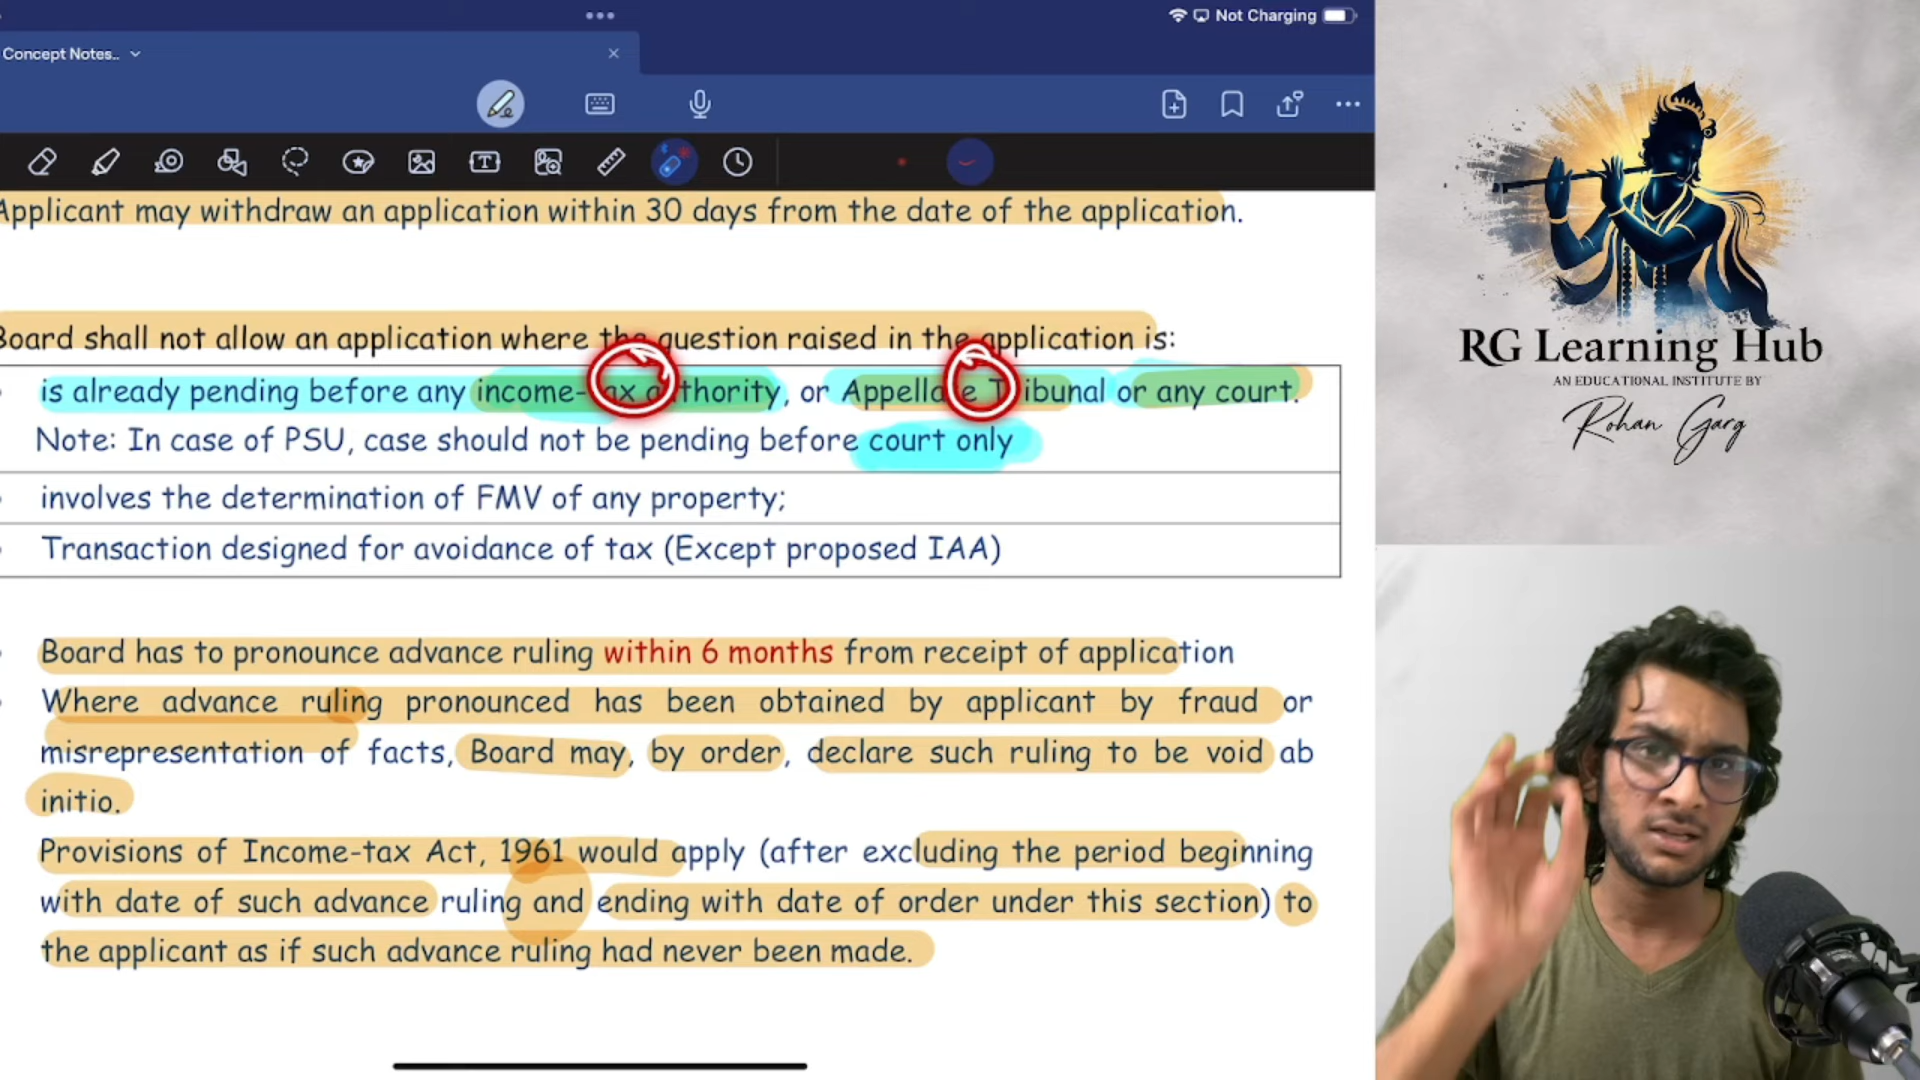 Not Charging
Concept Notes..
Applicant may withdraw an application within 30 days from the date of the application.
Board shall not allow an application where the question raised in the application is:
is already pending before any income-tax authority, or Appellate Tribunal or any court.
Note: In case of PSU, case should not be pending before court only
involves the determination of FMV of any property;
Transaction designed for avoidance of tax (Except proposed IAA)
Board has to pronounce advance ruling within 6 months from receipt of application
Where advance ruling pronounced has been obtained by applicant by fraud or
misrepresentation of facts, Board may, by order, declare such ruling to be void ab
initio.
Provisions of Income-tax Act, 1961 would apply (after excluding the period beginning
with date of such advance ruling and ending with date of order under this section) to
the applicant as if such advance ruling had never been made.
RG Learning Hub
AN EDUCATIONAL INSTITUTE BY
Rohan Garg